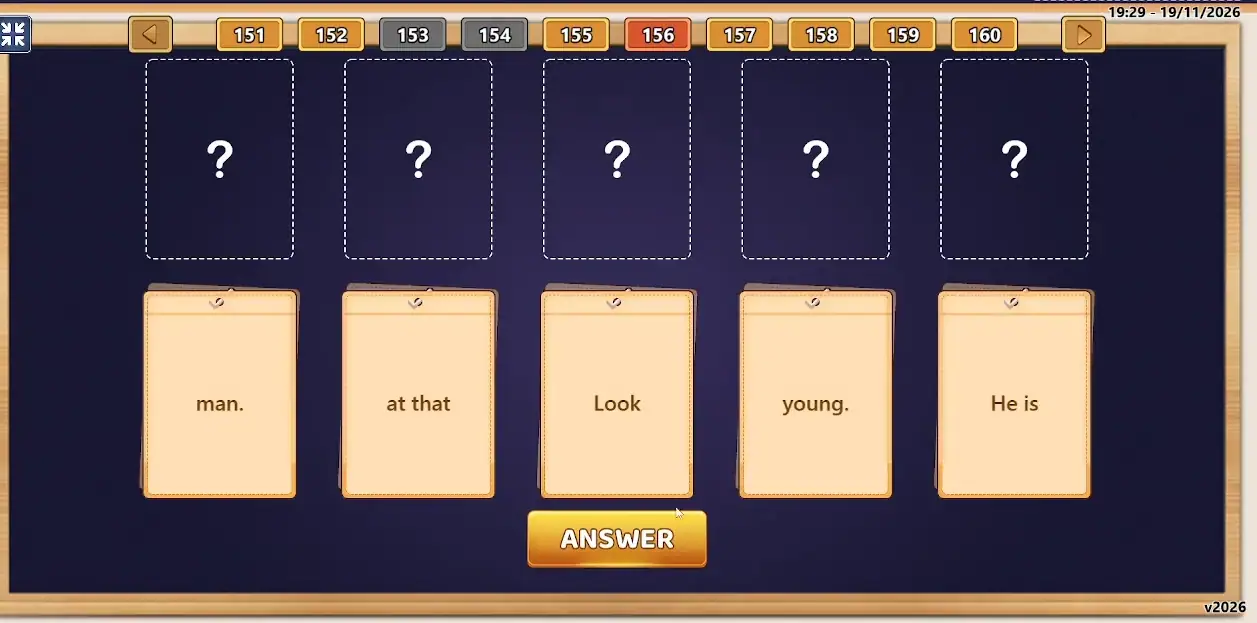 19:29 - 19/11/2026
151 152 153 154 155 156 157 158 159 160
? ? ? ? ?
man. at that Look young. He is
ANSWER
v2026